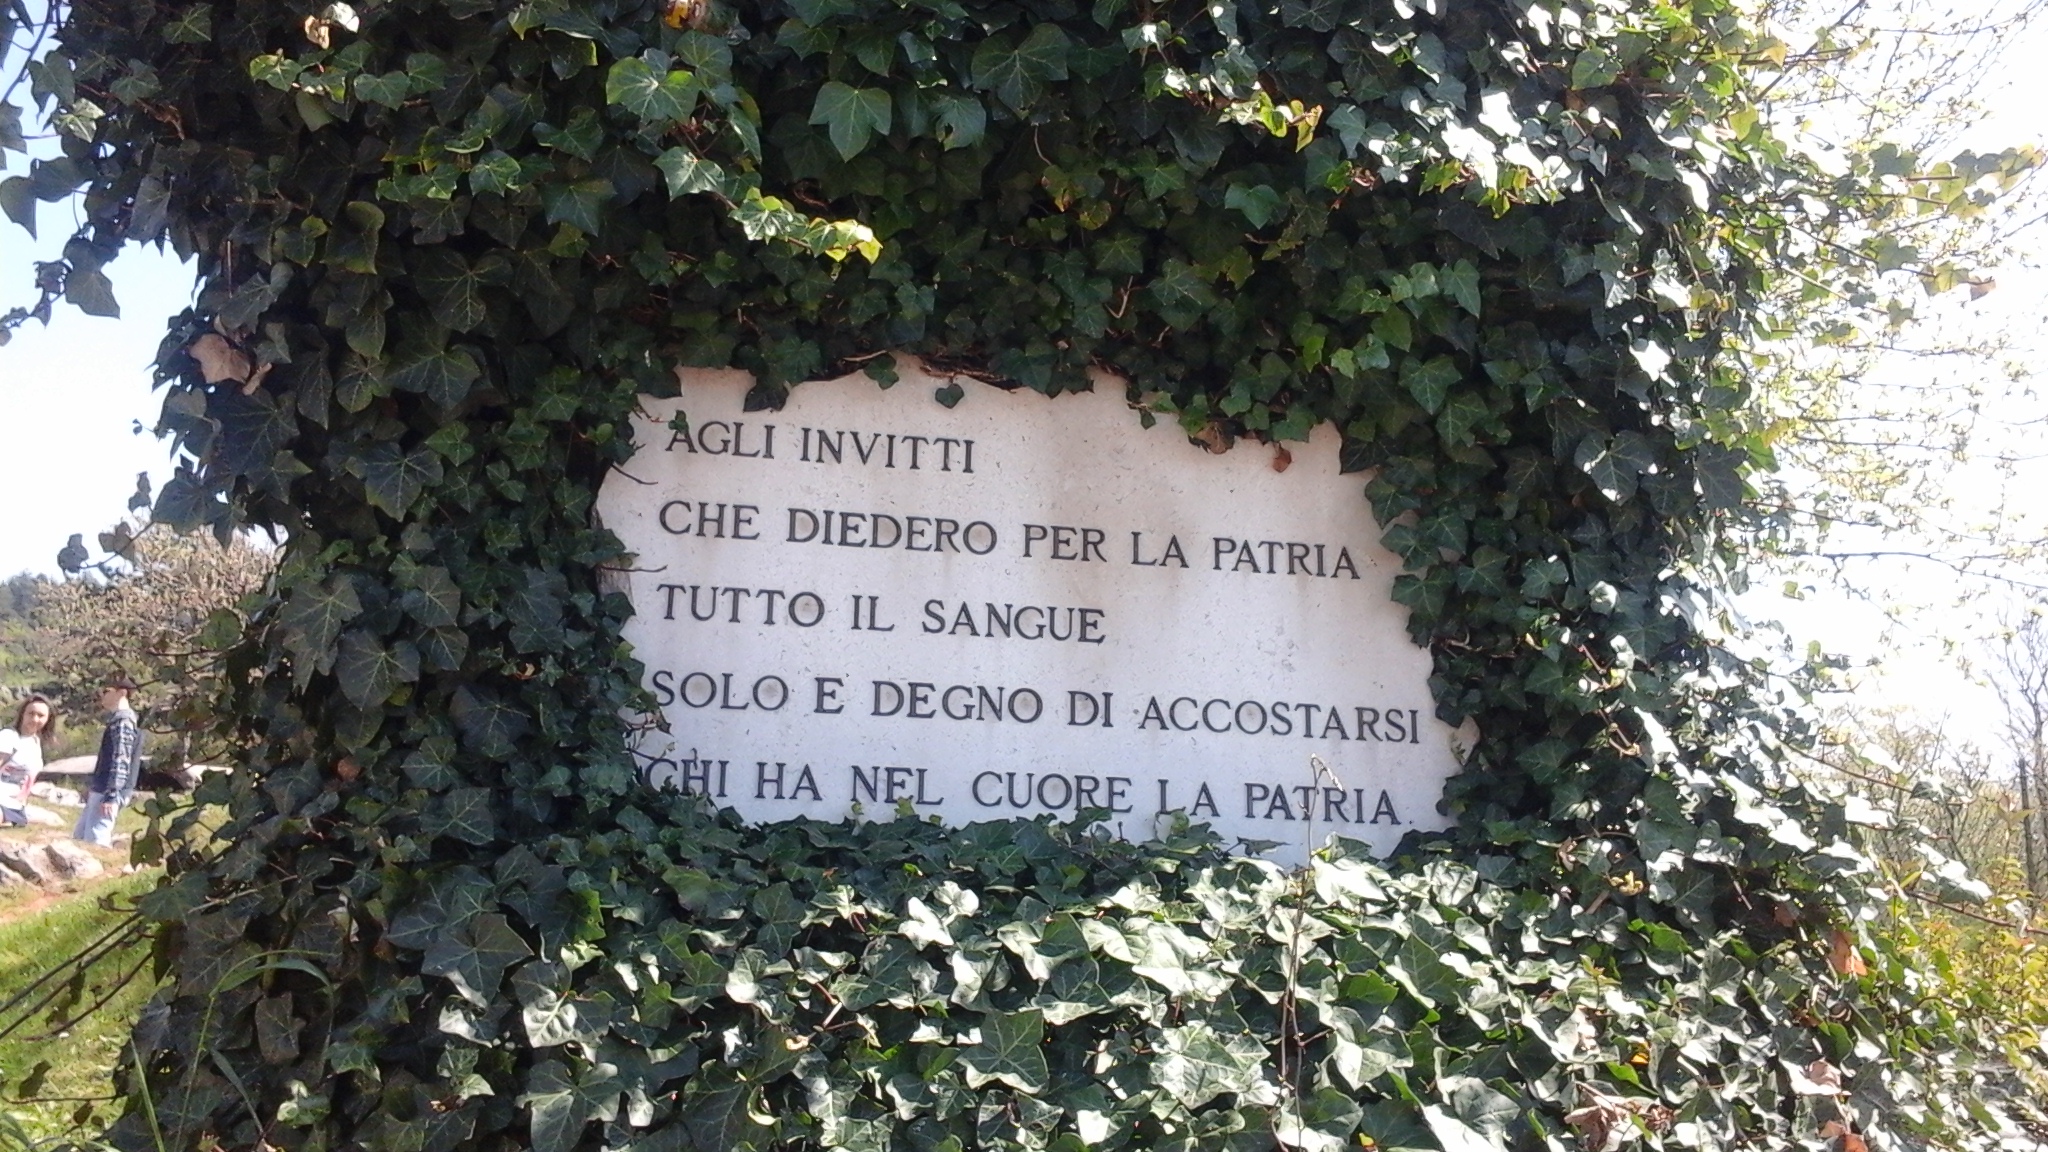 AGLI INVITTI
CHE DIEDERO PER LA PATRIA
TUTTO IL SANGUE
SOLO E DEGNO DI ACCOSTARSI
CHI HA NEL CUORE LA PATRIA.